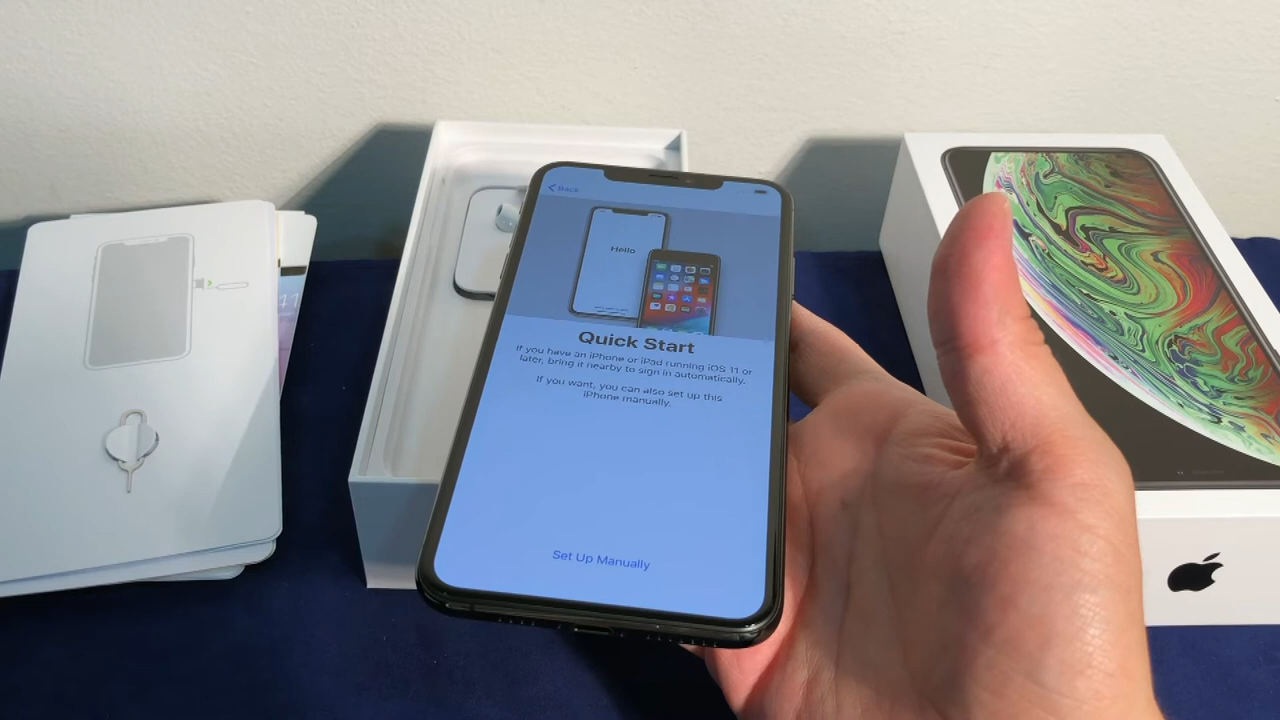 Back
Hello
Quick Start
If you have an iPhone or iPad running iOS 11 or
later, bring it nearby to sign in automatically.
If you want, you can also set up this
iPhone manually.
Set Up Manually